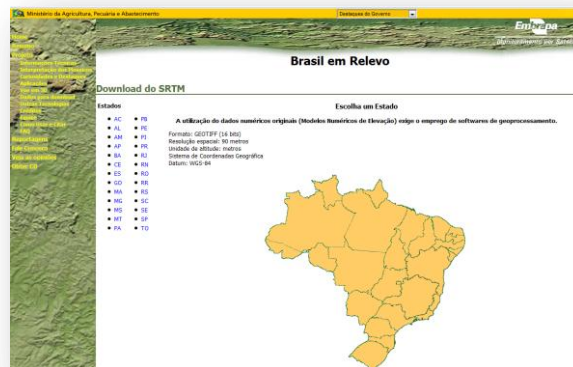 Ministério da Agricultura, Pecuária e Abastecimento
Destaques do Governo
Embrapa
Monitoramento por Satélite
Brasil em Relevo
Download do SRTM
Estados
Escolha um Estado
A utilização do dados numéricos originais (Modelos Numéricos de Elevação) exige o emprego de softwares de geoprocessamento.
Formato: GEOTIFF (16 bits)
Resolução espacial: 90 metros
Unidade de altitude: metros
Sistema de Coordenadas Geográfica
Datum: WGS-84
AC PB
AL PE
AM PI
AP PR
BA RJ
CE RN
ES RO
GO RR
MA RS
MG SC
MS SE
MT SP
PA TO